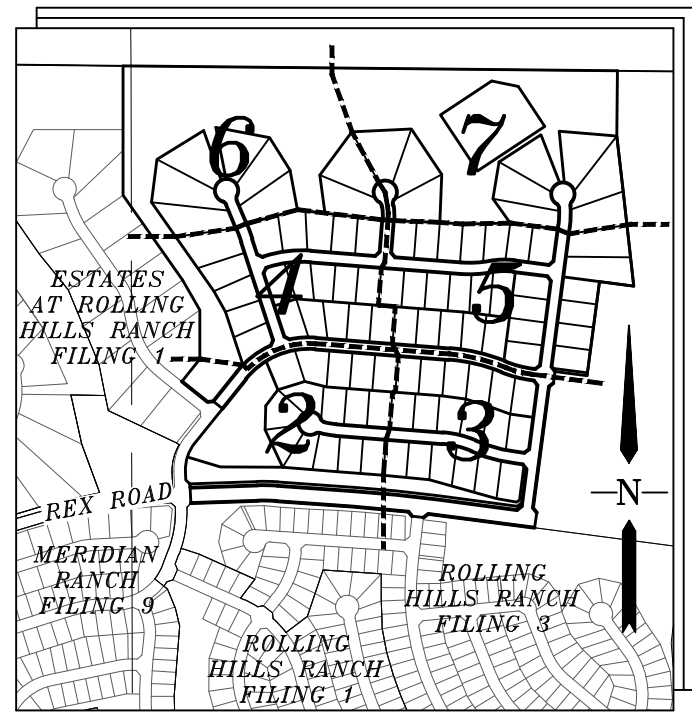 6
7
ESTATES
AT ROLLING
HILLS RANCH
FILING 1
4
5
2
3
REX ROAD
N
MERIDIAN
RANCH
FILING 9
ROLLING
HILLS RANCH
FILING 3
ROLLING
HILLS RANCH
FILING 1